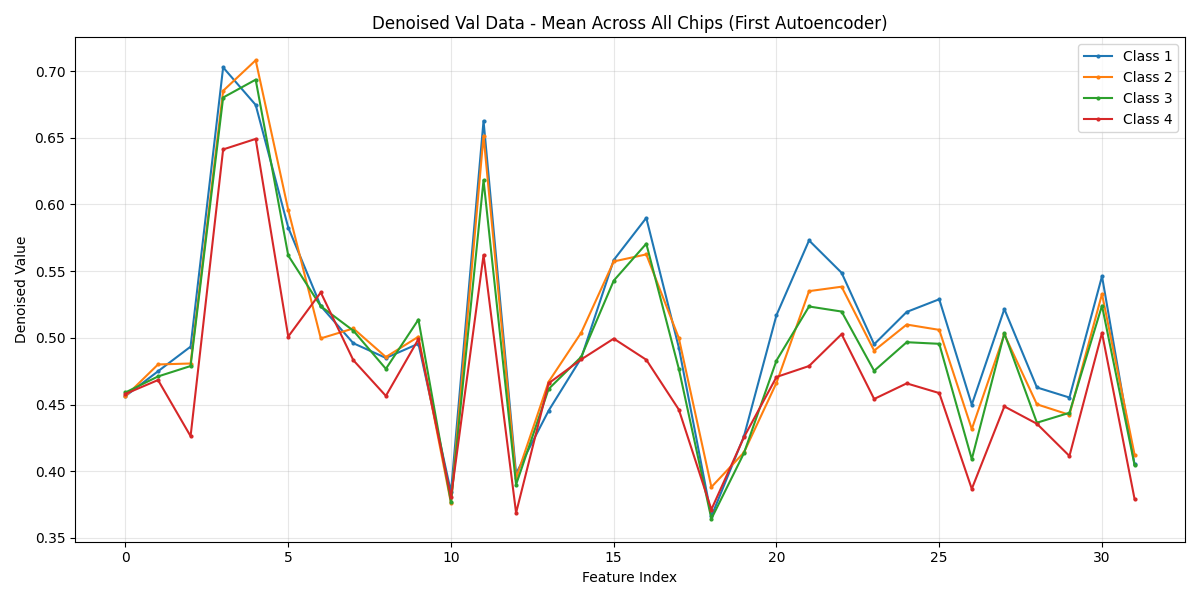 Denoised Val Data - Mean Across All Chips (First Autoencoder)
Class 1
Class 2
Class 3
Class 4
Denoised Value
0.70
0.65
0.60
0.55
0.50
0.45
0.40
0.35
0 5 10 15 20 25 30
Feature Index